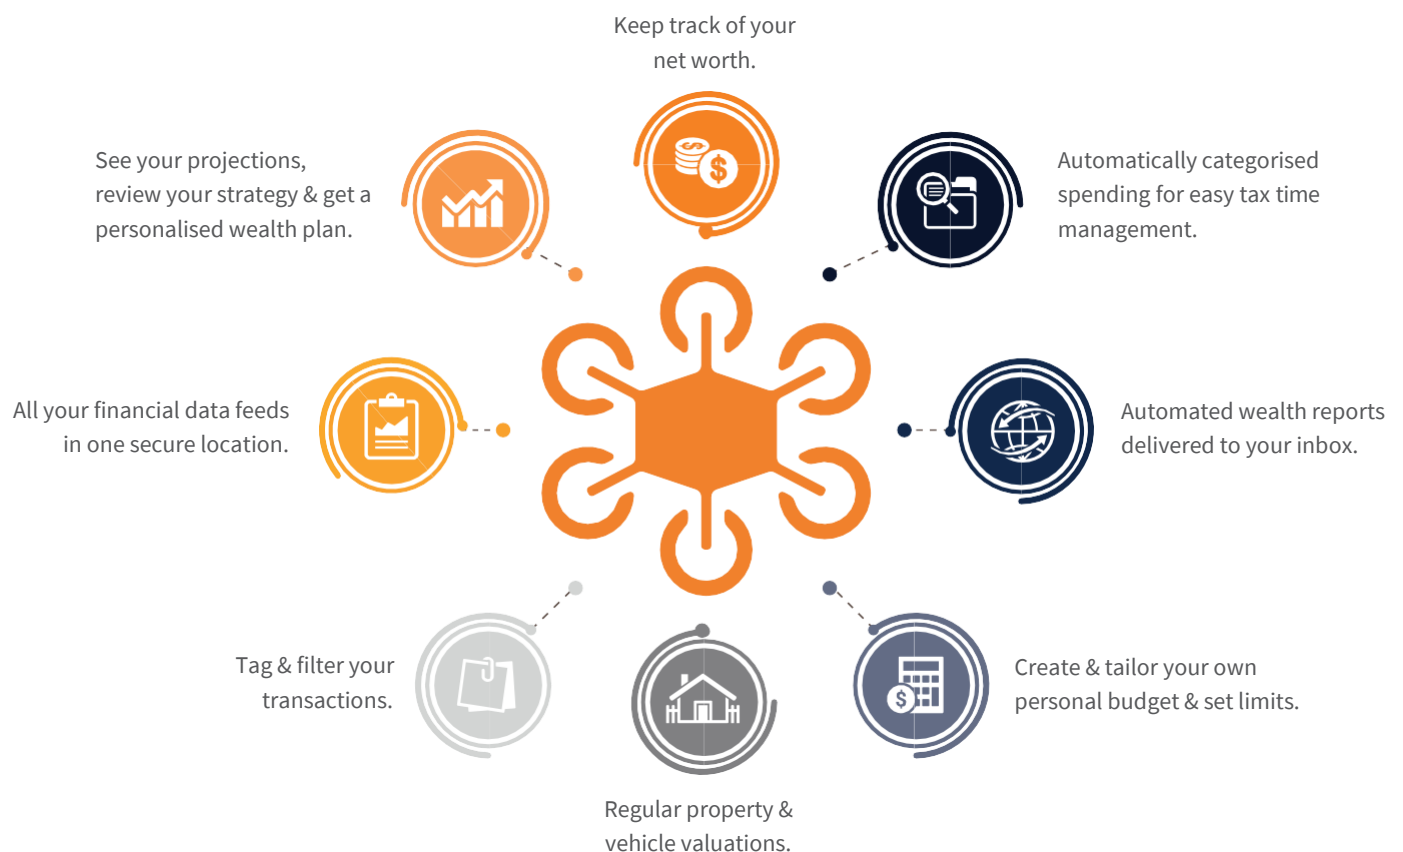 Keep track of your
net worth.
See your projections,
review your strategy & get a
personalised wealth plan.
Automatically categorised
spending for easy tax time
management.
All your financial data feeds
in one secure location.
Automated wealth reports
delivered to your inbox.
Tag & filter your
transactions.
Create & tailor your own
personal budget & set limits.
Regular property &
vehicle valuations.